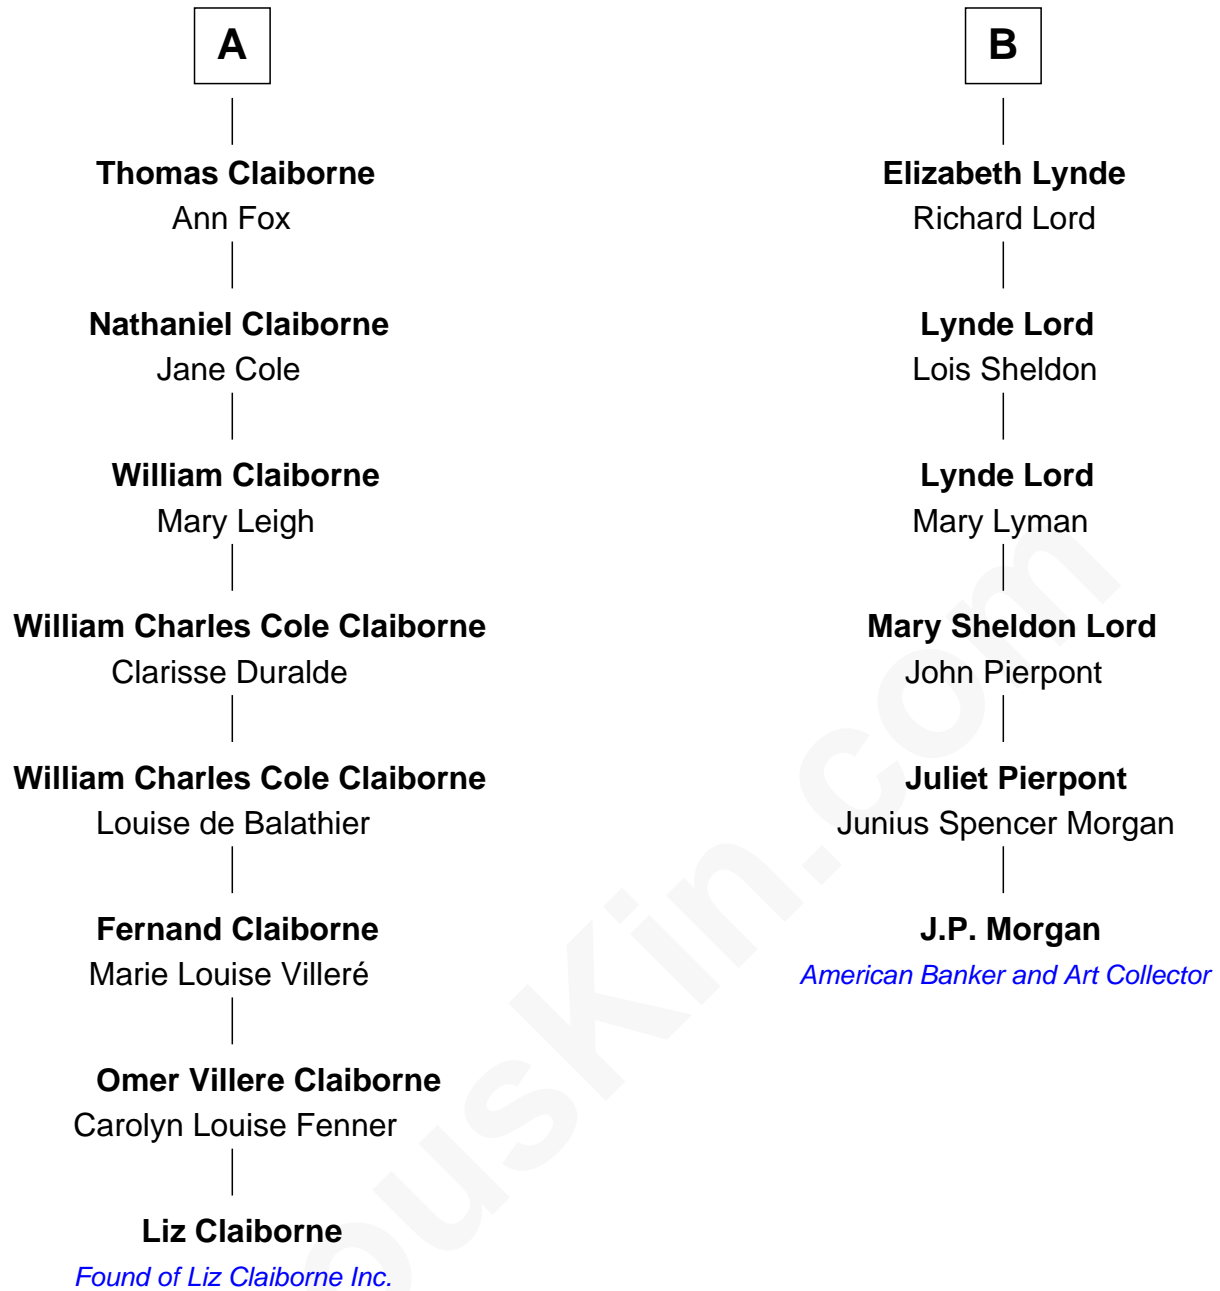 A
Thomas Claiborne
Ann Fox
Nathaniel Claiborne
Jane Cole
William Claiborne
Mary Leigh
William Charles Cole Claiborne
Clarisse Duralde
William Charles Cole Claiborne
Louise de Balathier
Fernand Claiborne
Marie Louise Villeré
Omer Villere Claiborne
Carolyn Louise Fenner
Liz Claiborne
Found of Liz Claiborne Inc.
B
Elizabeth Lynde
Richard Lord
Lynde Lord
Lois Sheldon
Lynde Lord
Mary Lyman
Mary Sheldon Lord
John Pierpont
Juliet Pierpont
Junius Spencer Morgan
J.P. Morgan
American Banker and Art Collector
ousKin.com